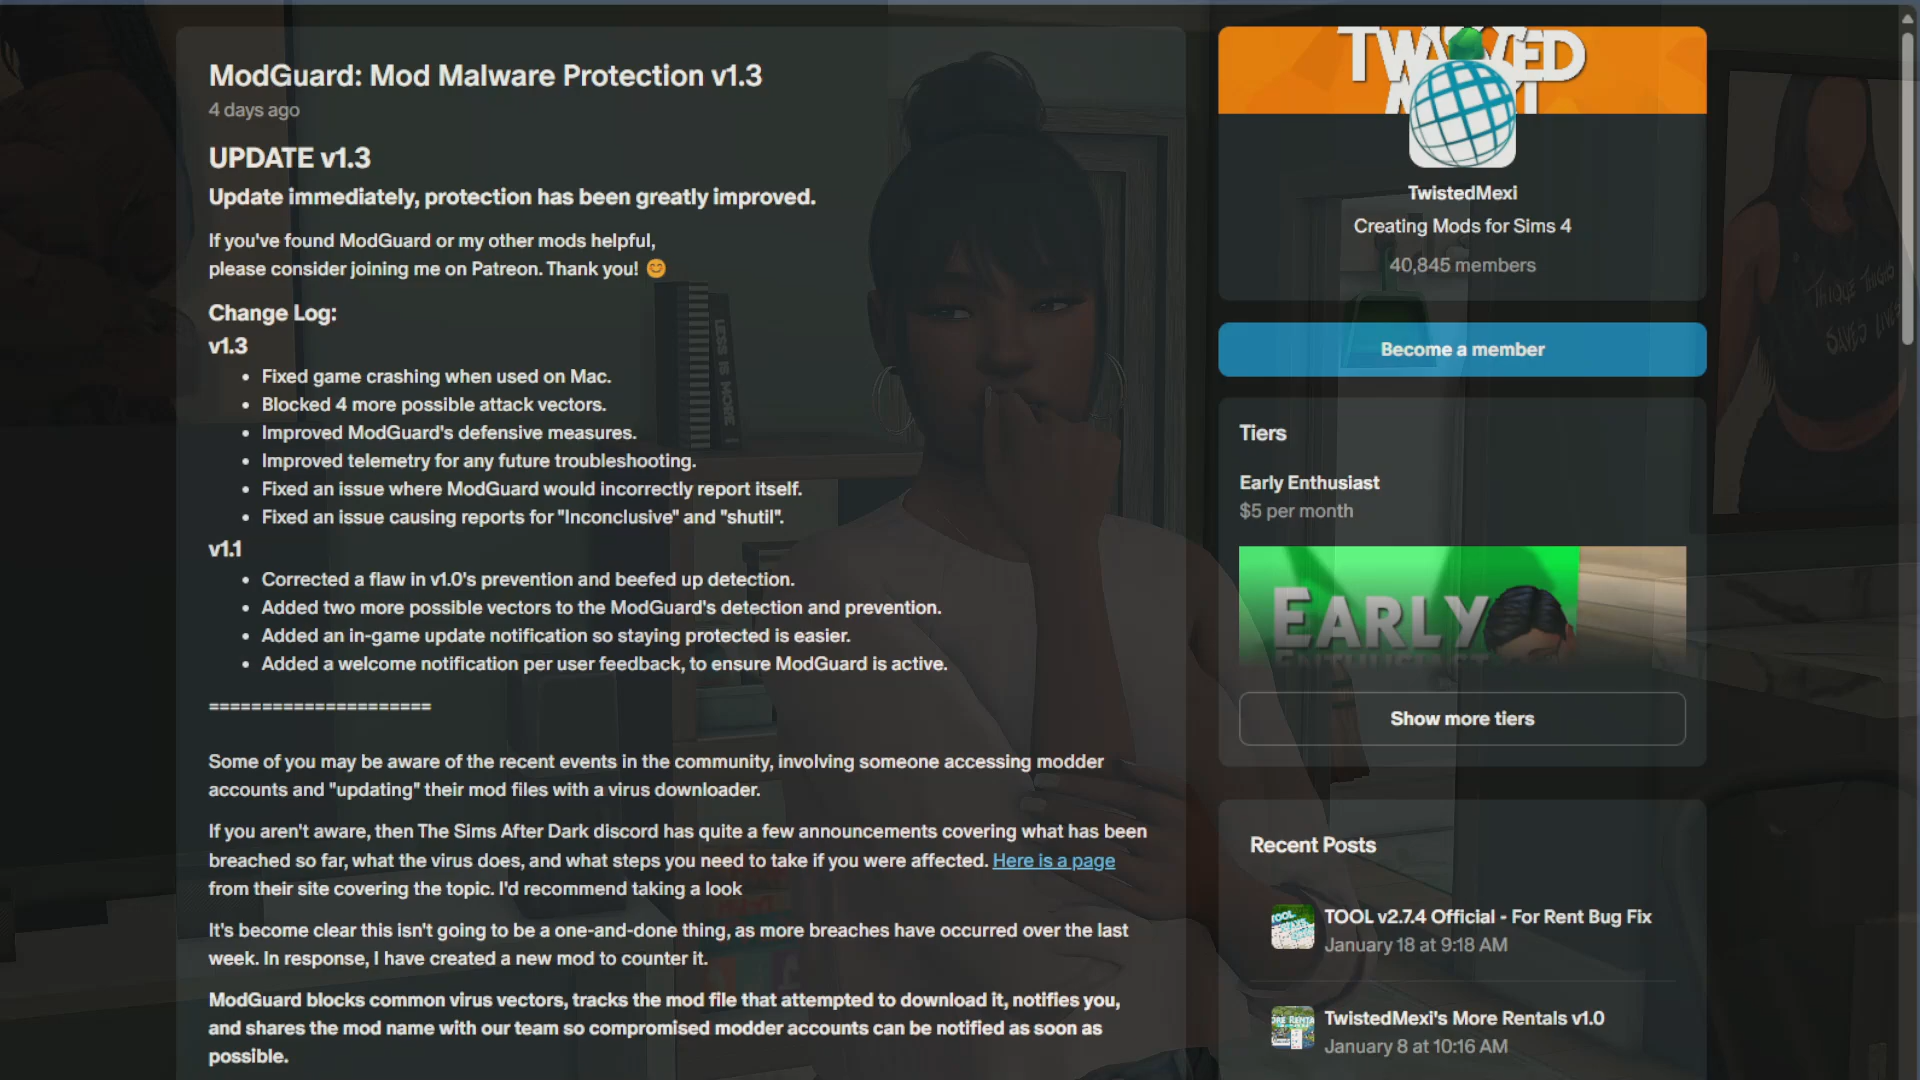 ModGuard: Mod Malware Protection v1.3
4 days ago
UPDATE v1.3
Update immediately, protection has been greatly improved.
If you've found ModGuard or my other mods helpful,
please consider joining me on Patreon. Thank you! 😊
Change Log:
v1.3
• Fixed game crashing when used on Mac.
• Blocked 4 more possible attack vectors.
• Improved ModGuard's defensive measures.
• Improved telemetry for any future troubleshooting.
• Fixed an issue where ModGuard would incorrectly report itself.
• Fixed an issue causing reports for "Inconclusive" and "shutil".
v1.1
• Corrected a flaw in v1.0's prevention and beefed up detection.
• Added two more possible vectors to the ModGuard's detection and prevention.
• Added an in-game update notification so staying protected is easier.
• Added a welcome notification per user feedback, to ensure ModGuard is active.
=====================
Some of you may be aware of the recent events in the community, involving someone accessing modder
accounts and "updating" their mod files with a virus downloader.
If you aren't aware, then The Sims After Dark discord has quite a few announcements covering what has been
breached so far, what the virus does, and what steps you need to take if you were affected. Here is a page
from their site covering the topic. I'd recommend taking a look
It's become clear this isn't going to be a one-and-done thing, as more breaches have occurred over the last
week. In response, I have created a new mod to counter it.
ModGuard blocks common virus vectors, tracks the mod file that attempted to download it, notifies you,
and shares the mod name with our team so compromised modder accounts can be notified as soon as
possible.
LESS IS MORE
TwistedMexi
Creating Mods for Sims 4
40,845 members
Become a member
Tiers
Early Enthusiast
$5 per month
EARLY
ENTHUSIAST
Show more tiers
Recent Posts
TOOL v2.7.4 Official - For Rent Bug Fix
January 18 at 9:18 AM
TwistedMexi's More Rentals v1.0
January 8 at 10:16 AM
THIQUE THIGHS
SAVES LIVES